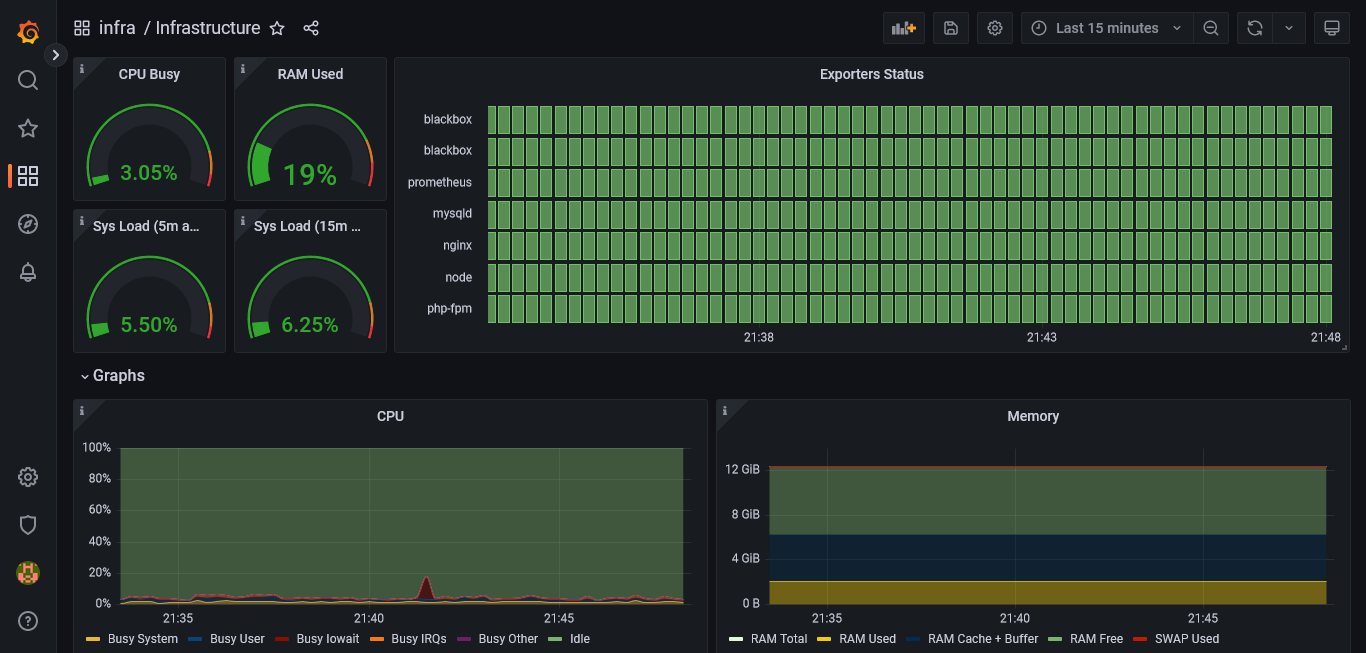 infra / Infrastructure
Last 15 minutes
CPU Busy
3.05%
RAM Used
19%
Sys Load (5m a...
5.50%
Sys Load (15m ...
6.25%
Exporters Status
blackbox
blackbox
prometheus
mysqld
nginx
node
php-fpm
21:38 21:43 21:48
Graphs
CPU
100%
80%
60%
40%
20%
0%
21:35 21:40 21:45
Busy System Busy User Busy Iowait Busy IRQs Busy Other Idle
Memory
12 GiB
8 GiB
4 GiB
0 B
21:35 21:40 21:45
RAM Total RAM Used RAM Cache + Buffer RAM Free SWAP Used